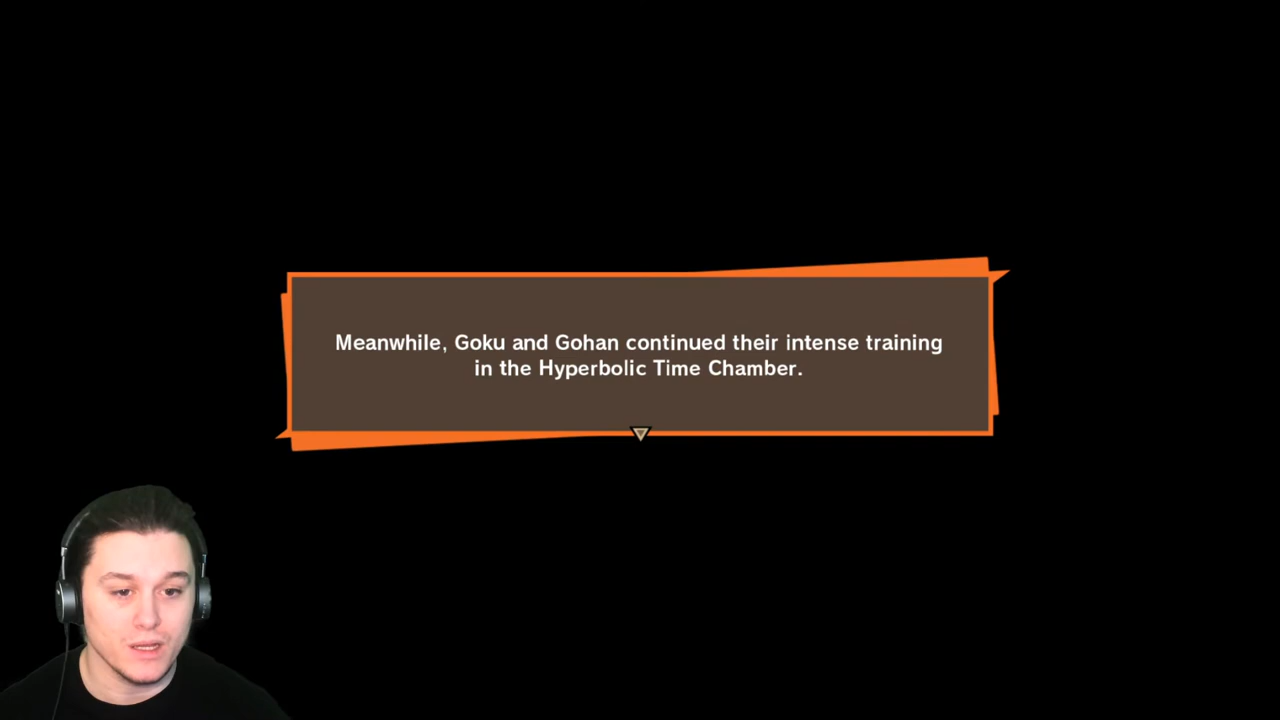 Meanwhile, Goku and Gohan continued their intense training
in the Hyperbolic Time Chamber.